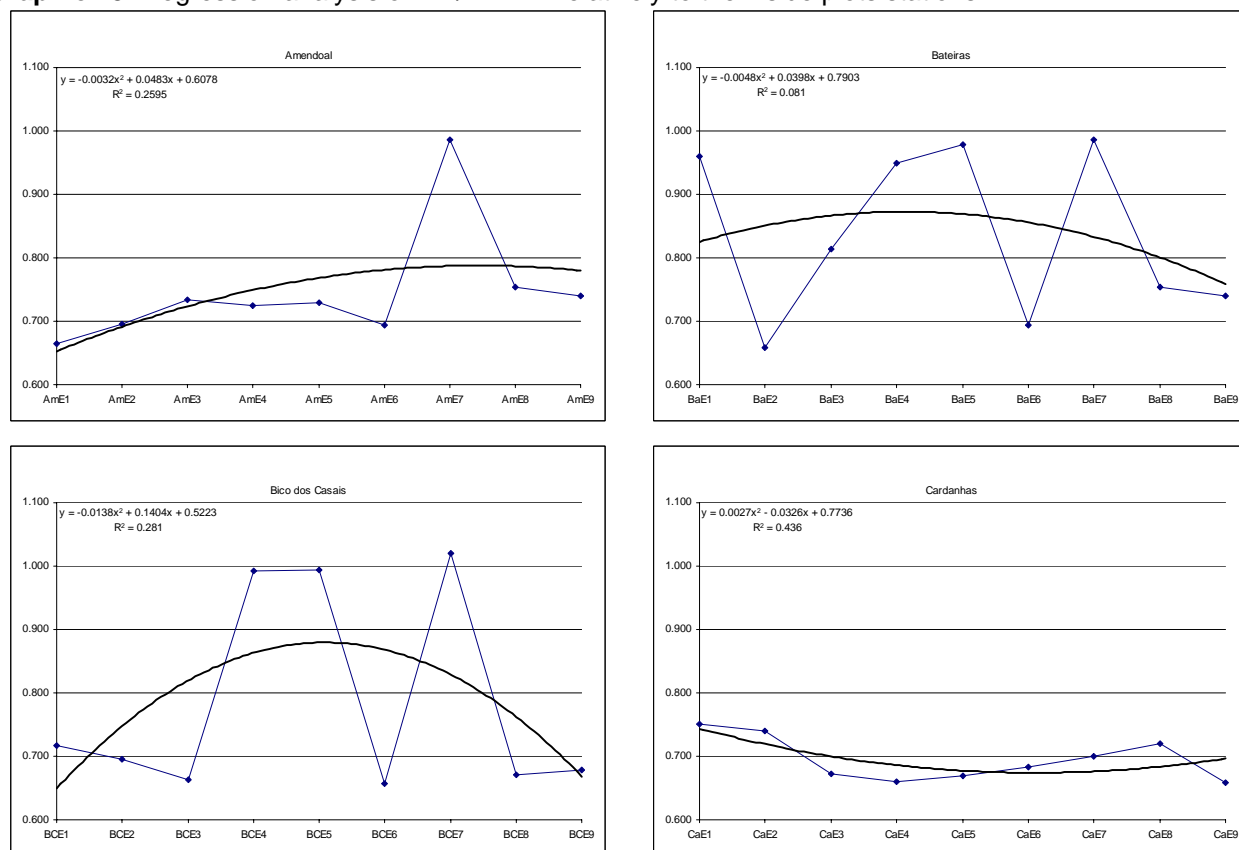 Amendoal
y = -0.0032x² + 0.0483x + 0.6078
R² = 0.2595
1.100
1.000
0.900
0.800
0.700
0.600
AmE1 AmE2 AmE3 AmE4 AmE5 AmE6 AmE7 AmE8 AmE9
Bateiras
y = -0.0048x² + 0.0398x + 0.7903
R² = 0.081
1.100
1.000
0.900
0.800
0.700
0.600
BaE1 BaE2 BaE3 BaE4 BaE5 BaE6 BaE7 BaE8 BaE9
Bico dos Casais
y = -0.0138x² + 0.1404x + 0.5223
R² = 0.281
1.100
1.000
0.900
0.800
0.700
0.600
BCE1 BCE2 BCE3 BCE4 BCE5 BCE6 BCE7 BCE8 BCE9
Cardanhas
y = 0.0027x² - 0.0326x + 0.7736
R² = 0.436
1.100
1.000
0.900
0.800
0.700
0.600
CaE1 CaE2 CaE3 CaE4 CaE5 CaE6 CaE7 CaE8 CaE9